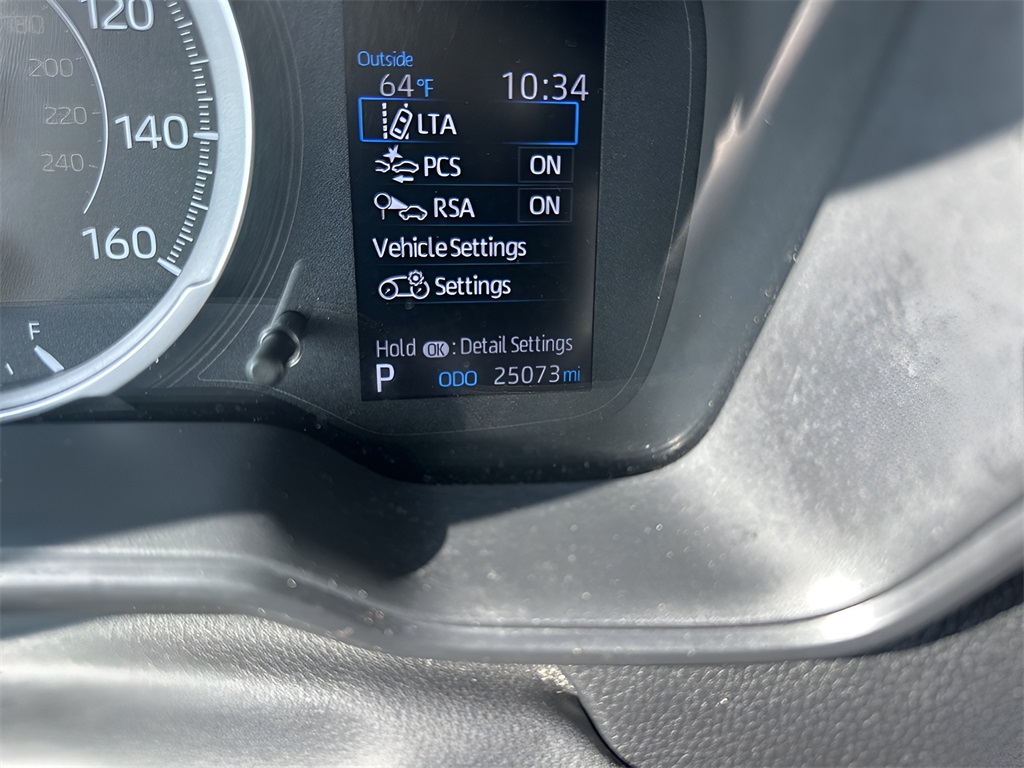 120
180
200
220
140
240
160
F
Outside
64°F 10:34
LTA
PCS ON
RSA ON
Vehicle Settings
Settings
Hold OK : Detail Settings
P ODO 25073 mi